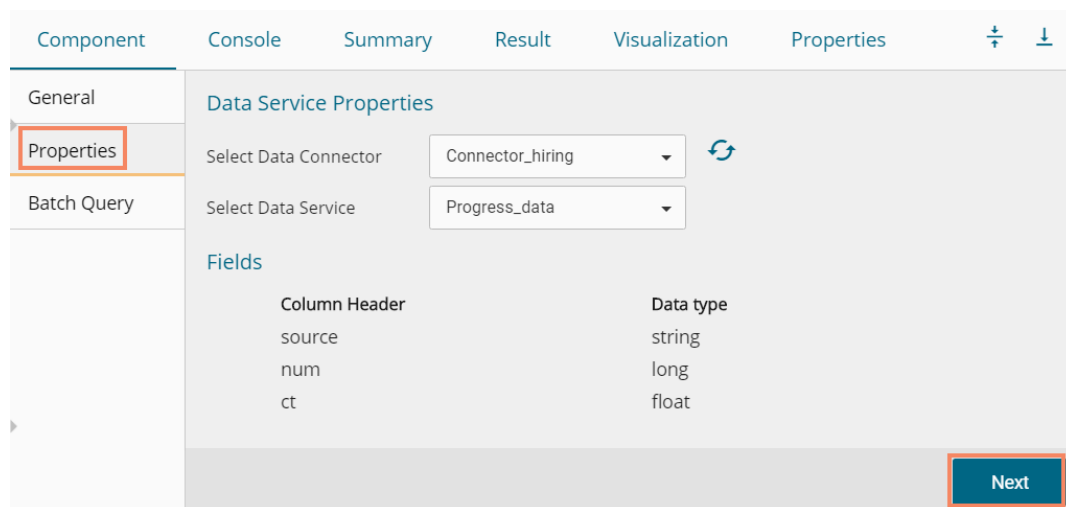 Component Console Summary Result Visualization Properties
General
Properties
Batch Query
Data Service Properties
Select Data Connector Connector_hiring
Select Data Service Progress_data
Fields
Column Header Data type
source string
num long
ct float
Next